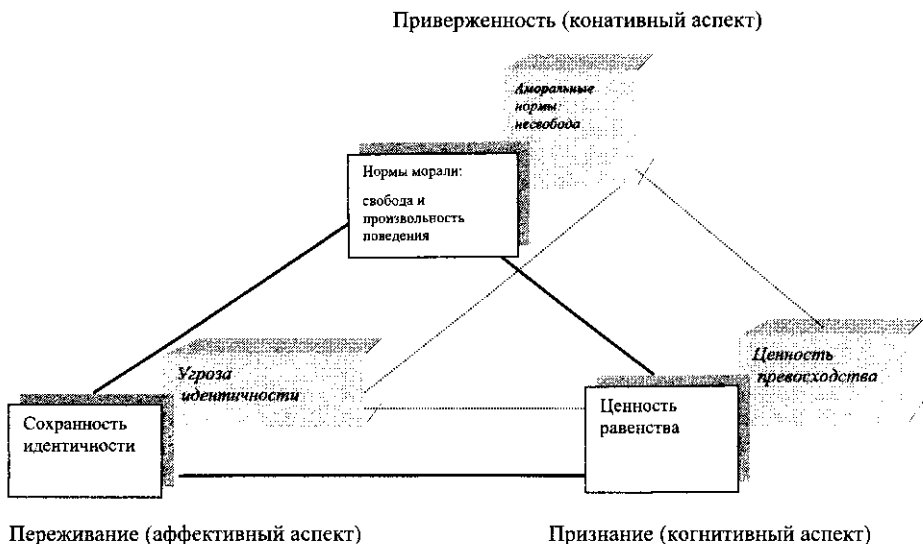 Приверженность (конативный аспект)
Аморальные
нормы:
несвобода
Нормы морали:
свобода и
произвольность
поведения
Угроза
идентичности
Ценность
превосходства
Сохранность
идентичности
Ценность
равенства
Переживание (аффективный аспект)
Признание (когнитивный аспект)